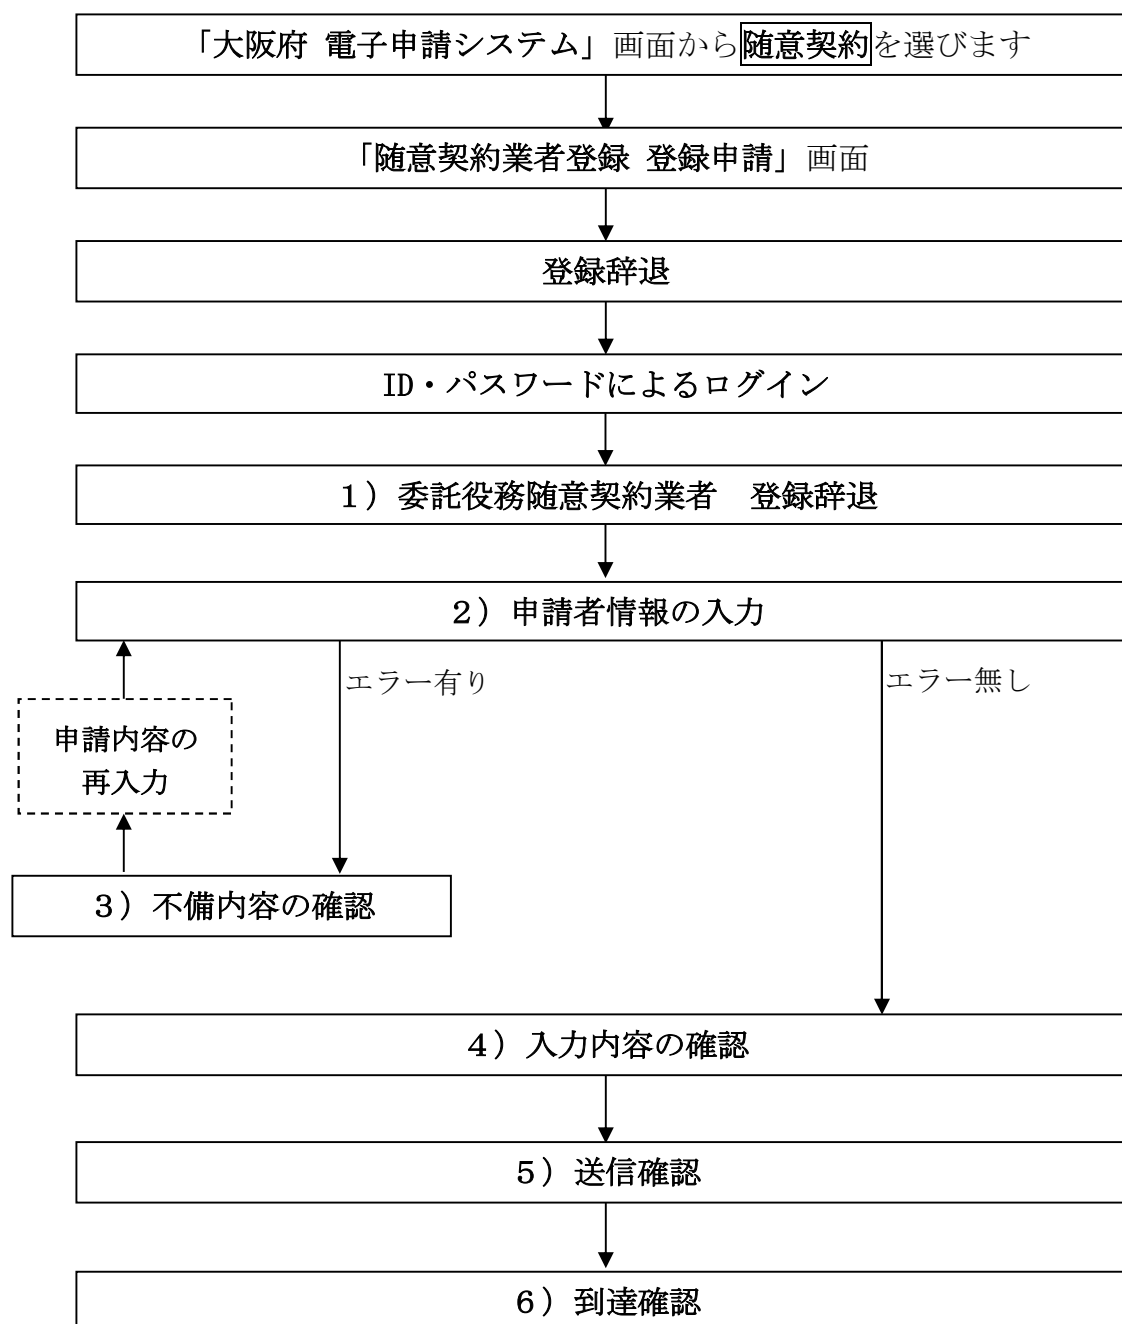 「大阪府 電子申請システム」画面から随意契約を選びます
「随意契約業者登録 登録申請」画面
登録辞退
ID・パスワードによるログイン
１）委託役務随意契約業者　登録辞退
２）申請者情報の入力
エラー有り
エラー無し
申請内容の
再入力
３）不備内容の確認
４）入力内容の確認
５）送信確認
６）到達確認